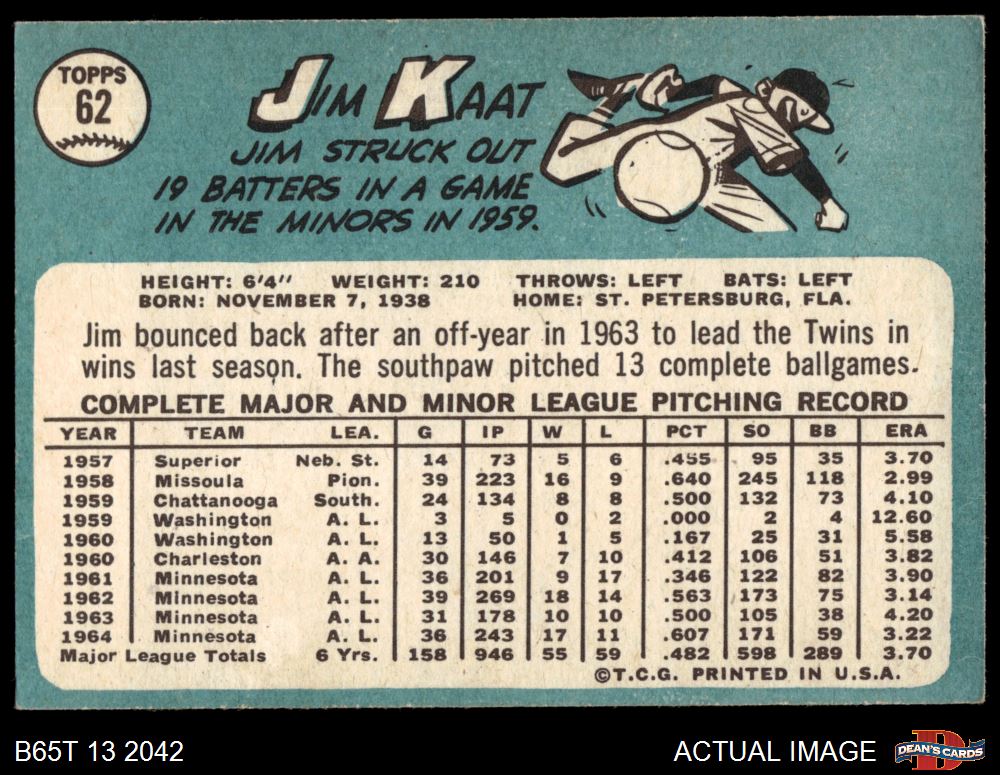 TOPPS
62
JIM KAAT
JIM STRUCK OUT
19 BATTERS IN A GAME
IN THE MINORS IN 1959.
HEIGHT: 6'4" WEIGHT: 210 THROWS: LEFT BATS: LEFT
BORN: NOVEMBER 7, 1938 HOME: ST. PETERSBURG, FLA.
Jim bounced back after an off-year in 1963 to lead the Twins in
wins last season. The southpaw pitched 13 complete ballgames.
COMPLETE MAJOR AND MINOR LEAGUE PITCHING RECORD
YEAR TEAM LEA. G IP W L PCT SO BB ERA
1957 Superior Neb. St. 14 73 5 6 .455 95 35 3.70
1958 Missoula Pion. 39 223 16 9 .640 245 118 2.99
1959 Chattanooga South. 24 134 8 8 .500 132 73 4.10
1959 Washington A. L. 3 5 0 2 .000 2 4 12.60
1960 Washington A. L. 13 50 1 5 .167 25 31 5.58
1960 Charleston A. A. 30 146 7 10 .412 106 51 3.82
1961 Minnesota A. L. 36 201 9 17 .346 122 82 3.90
1962 Minnesota A. L. 39 269 18 14 .563 173 75 3.14
1963 Minnesota A. L. 31 178 10 10 .500 105 38 4.20
1964 Minnesota A. L. 36 243 17 11 .607 171 59 3.22
Major League Totals 6 Yrs. 158 946 55 59 .482 598 289 3.70
©T.C.G. PRINTED IN U.S.A.
B65T 13 2042 ACTUAL IMAGE DEAN'S CARDS